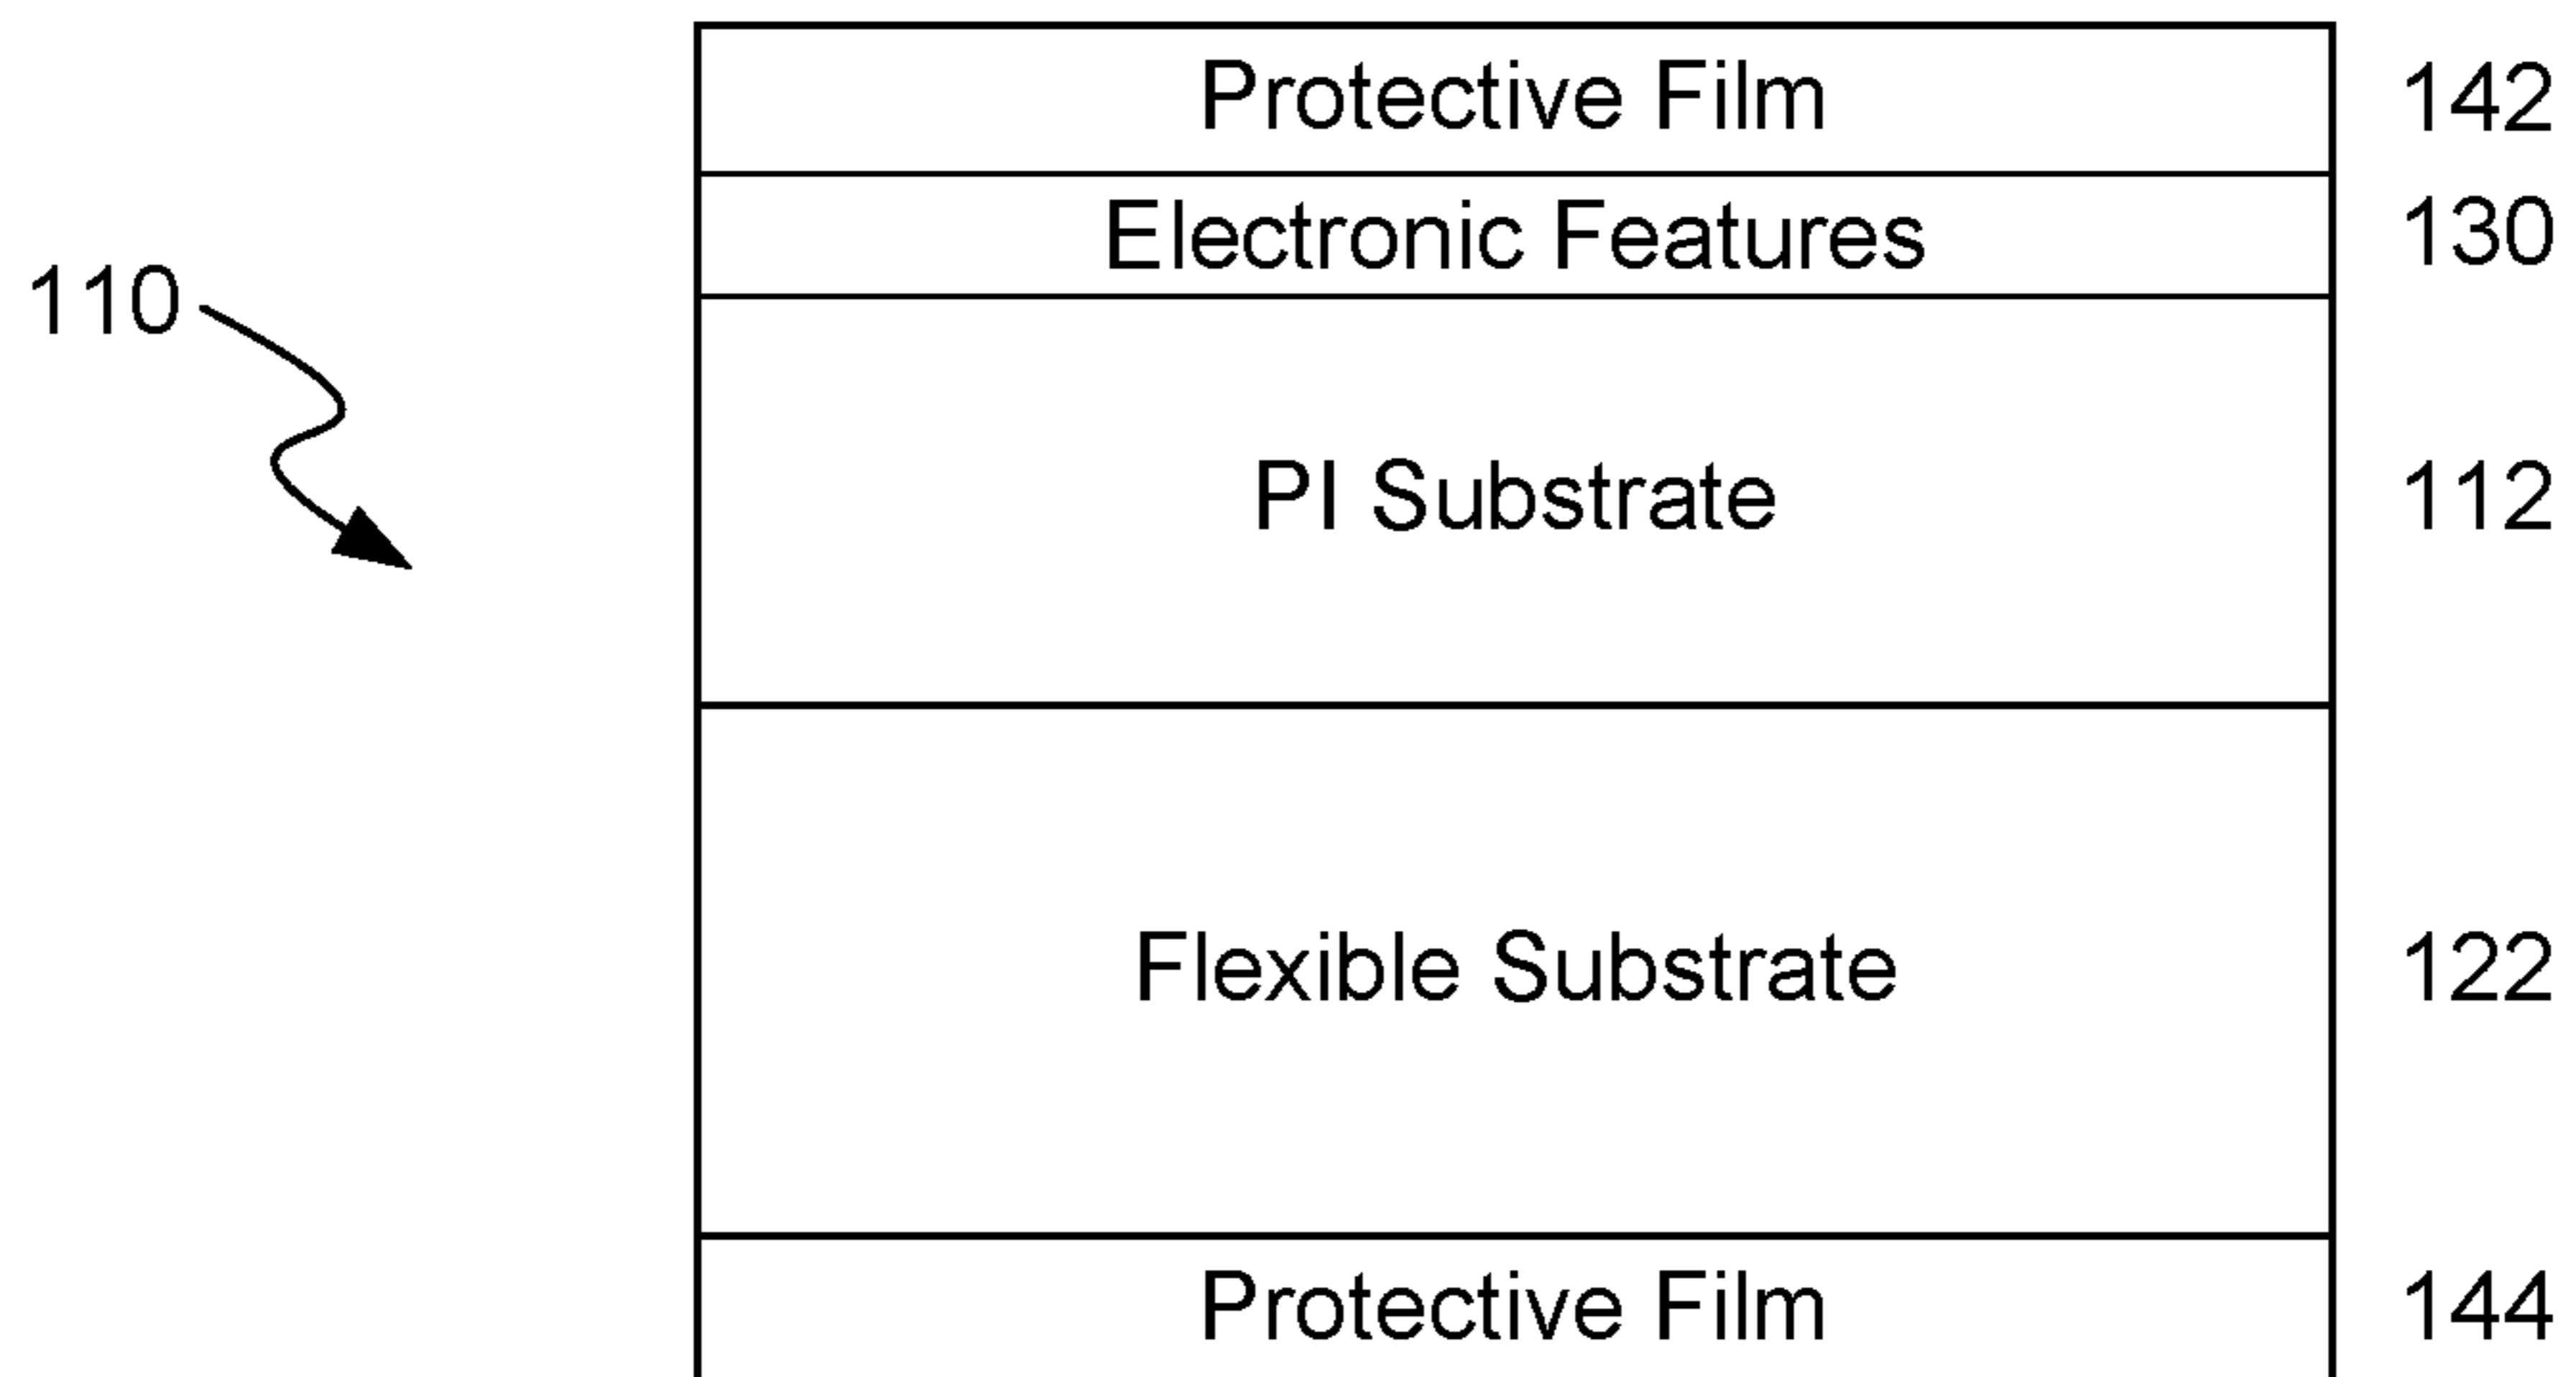 Protective Film 142
Electronic Features 130
110
PI Substrate 112
Flexible Substrate 122
Protective Film 144